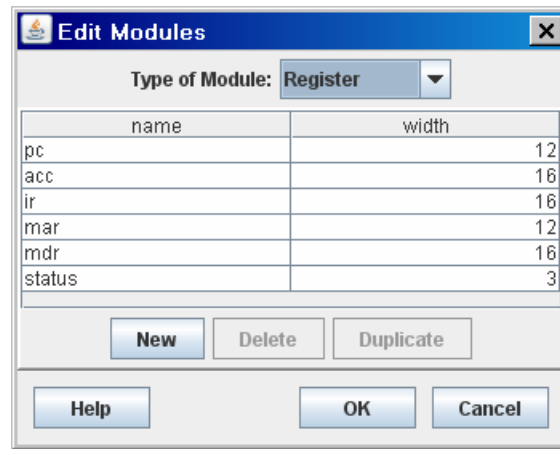 Edit Modules
Type of Module: Register
name width
pc 12
acc 16
ir 16
mar 12
mdr 16
status 3
New Delete Duplicate
Help OK Cancel